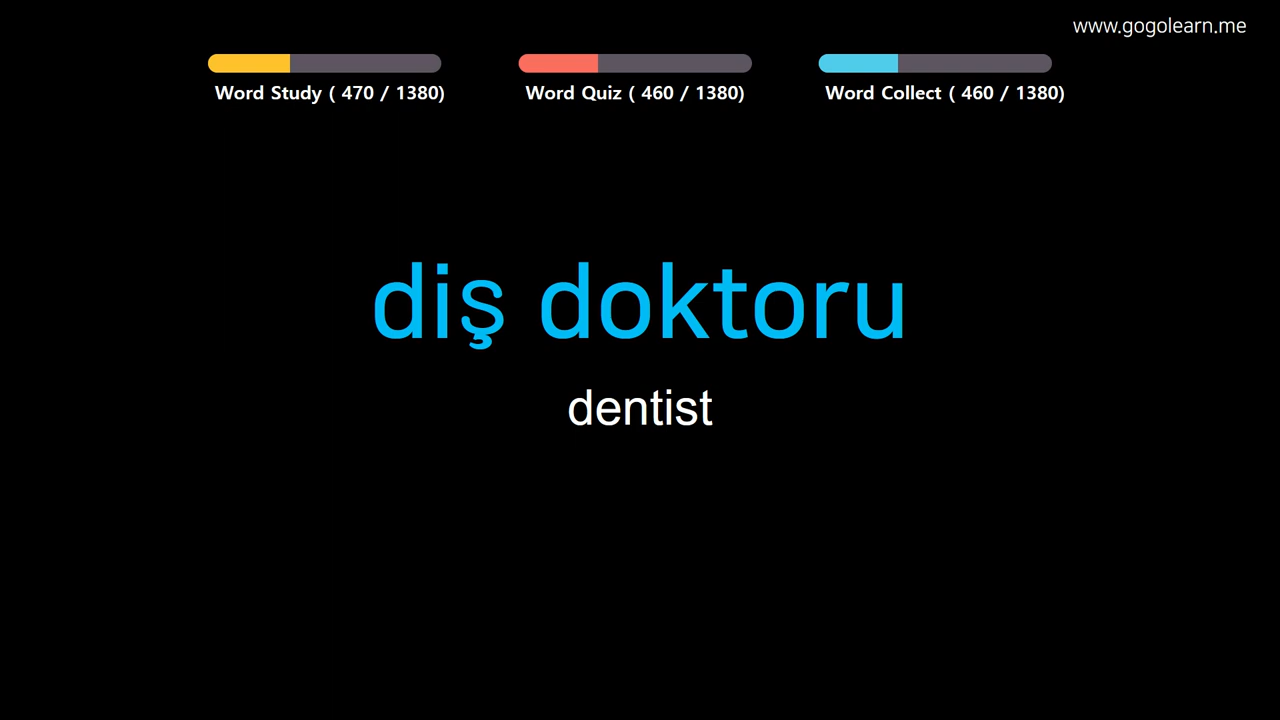 www.gogolearn.me
Word Study ( 470 / 1380)
Word Quiz ( 460 / 1380)
Word Collect ( 460 / 1380)
diş doktoru
dentist